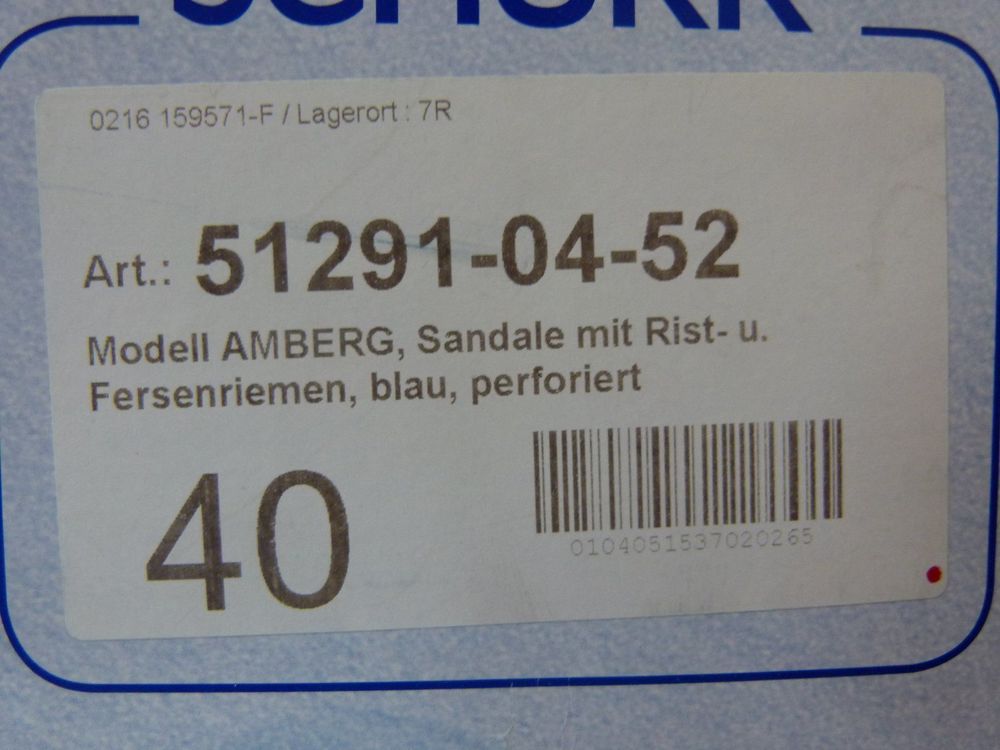 0216 159571-F / Lagerort : 7R
Art.: 51291-04-52
Modell AMBERG, Sandale mit Rist- u.
Fersenriemen, blau, perforiert
40
0104051537020265